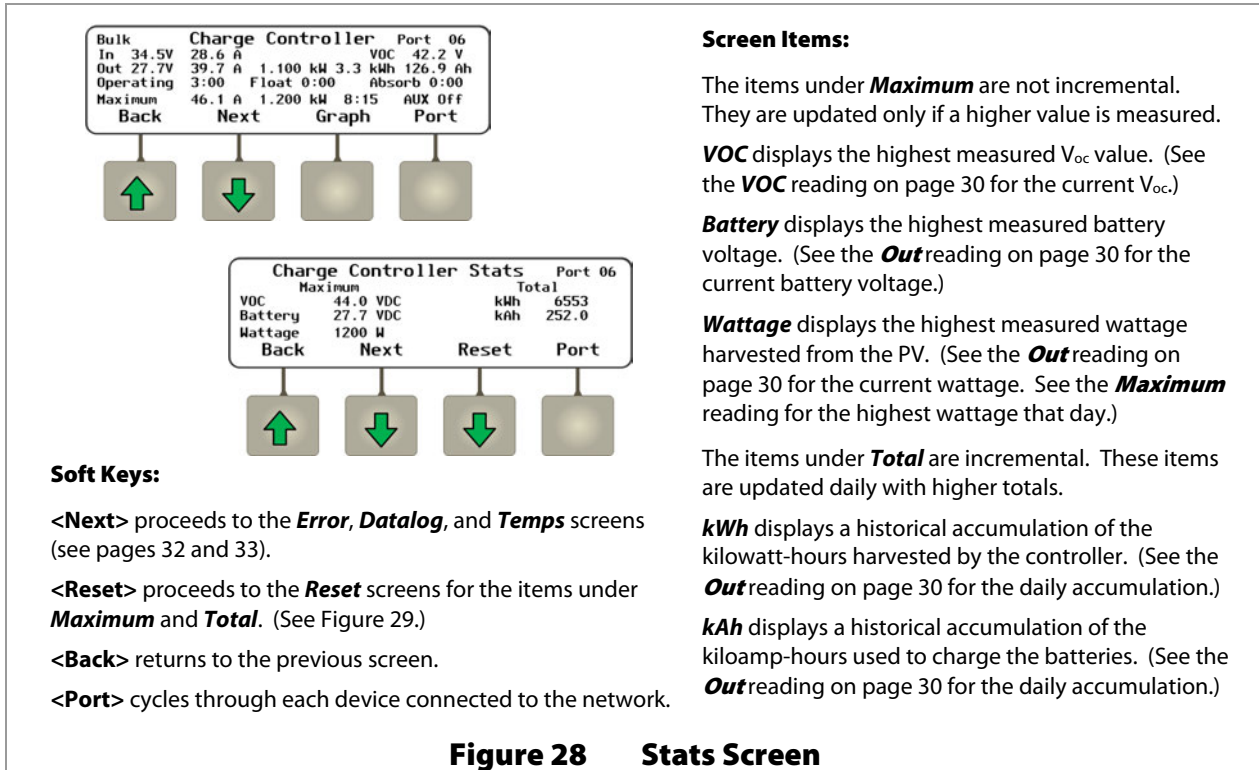 Bulk Charge Controller Port 06
In 34.5V 28.6 A VOC 42.2 V
Out 27.7V 39.7 A 1.100 kW 3.3 kWh 126.9 Ah
Operating 3:00 Float 0:00 Absorb 0:00
Maximum 46.1 A 1.200 kW 8:15 AUX Off
Back Next Graph Port
Charge Controller Stats Port 06
Maximum Total
VOC 44.0 VDC kWh 6553
Battery 27.7 VDC kAh 252.0
Wattage 1200 W
Back Next Reset Port
Soft Keys:
<Next> proceeds to the Error, Datalog, and Temps screens
(see pages 32 and 33).
<Reset> proceeds to the Reset screens for the items under
Maximum and Total. (See Figure 29.)
<Back> returns to the previous screen.
<Port> cycles through each device connected to the network.
Screen Items:
The items under Maximum are not incremental.
They are updated only if a higher value is measured.
VOC displays the highest measured Voc value. (See
the VOC reading on page 30 for the current Voc.)
Battery displays the highest measured battery
voltage. (See the Out reading on page 30 for the
current battery voltage.)
Wattage displays the highest measured wattage
harvested from the PV. (See the Out reading on
page 30 for the current wattage. See the Maximum
reading for the highest wattage that day.)
The items under Total are incremental. These items
are updated daily with higher totals.
kWh displays a historical accumulation of the
kilowatt-hours harvested by the controller. (See the
Out reading on page 30 for the daily accumulation.)
kAh displays a historical accumulation of the
kiloamp-hours used to charge the batteries. (See the
Out reading on page 30 for the daily accumulation.)
Figure 28 Stats Screen